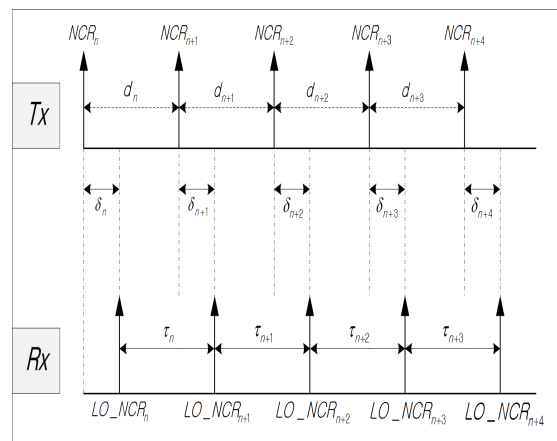 NCRn NCRn+1 NCRn+2 NCRn+3 NCRn+4
dn dn+1 dn+2 dn+3
Tx
δn δn+1 δn+2 δn+3 δn+4
τn τn+1 τn+2 τn+3
Rx
LO_NCRn LO_NCRn+1 LO_NCRn+2 LO_NCRn+3 LO_NCRn+4